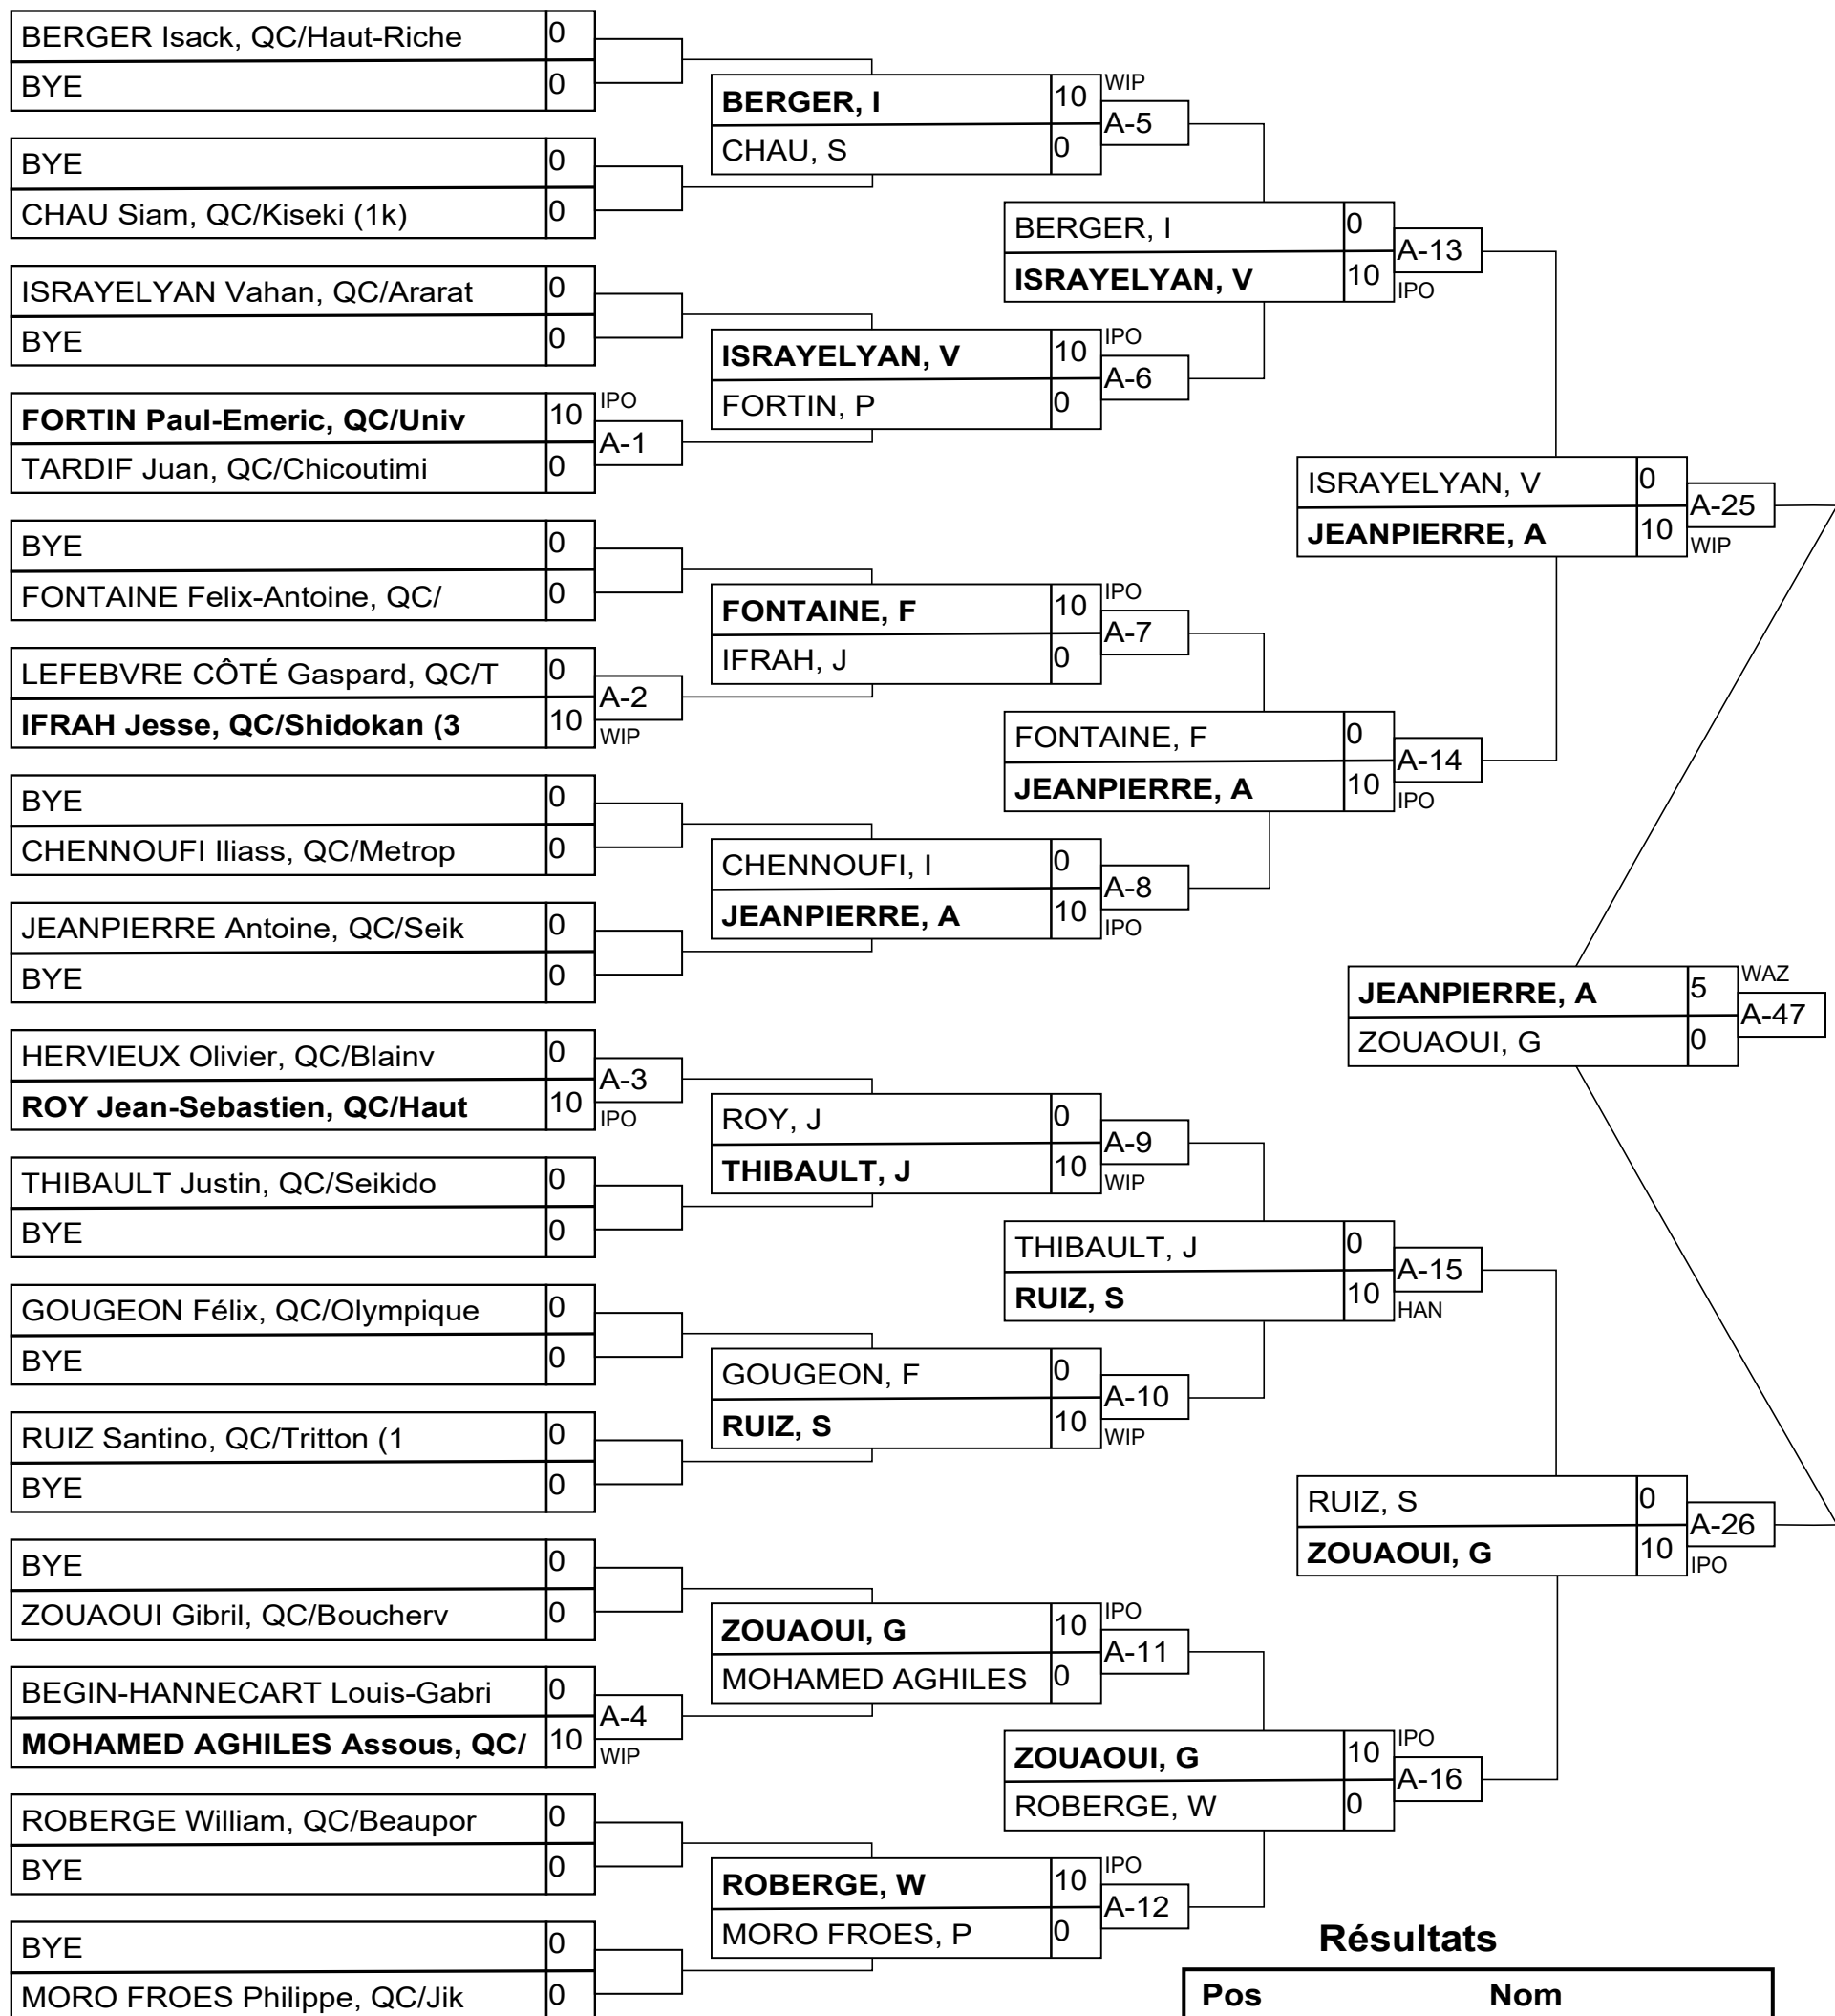 BERGER Isack, QC/Haut-Riche 0
BYE 0
BYE 0
CHAU Siam, QC/Kiseki (1k) 0
ISRAYELYAN Vahan, QC/Ararat 0
BYE 0
FORTIN Paul-Emeric, QC/Univ 10 IPO
A-1
TARDIF Juan, QC/Chicoutimi 0
BYE 0
FONTAINE Felix-Antoine, QC/ 0
LEFEBVRE CÔTÉ Gaspard, QC/T 0
A-2
IFRAH Jesse, QC/Shidokan (3 10 WIP
BYE 0
CHENNOUFI Iliass, QC/Metrop 0
JEANPIERRE Antoine, QC/Seik 0
BYE 0
HERVIEUX Olivier, QC/Blainv 0
A-3
ROY Jean-Sebastien, QC/Haut 10 IPO
THIBAULT Justin, QC/Seikido 0
BYE 0
GOUGEON Félix, QC/Olympique 0
BYE 0
RUIZ Santino, QC/Tritton (1 0
BYE 0
BYE 0
ZOUAOUI Gibril, QC/Boucherv 0
BEGIN-HANNECART Louis-Gabri 0
A-4
MOHAMED AGHILES Assous, QC/ 10 WIP
ROBERGE William, QC/Beaupor 0
BYE 0
BYE 0
MORO FROES Philippe, QC/Jik 0
BERGER, I 10 WIP
A-5
CHAU, S 0
ISRAYELYAN, V 10 IPO
A-6
FORTIN, P 0
FONTAINE, F 10 IPO
A-7
IFRAH, J 0
CHENNOUFI, I 0
A-8
JEANPIERRE, A 10 IPO
ROY, J 0
A-9
THIBAULT, J 10 WIP
GOUGEON, F 0
A-10
RUIZ, S 10 WIP
ZOUAOUI, G 10 IPO
A-11
MOHAMED AGHILES 0
ROBERGE, W 10 IPO
A-12
MORO FROES, P 0
BERGER, I 0
A-13
ISRAYELYAN, V 10 IPO
FONTAINE, F 0
A-14
JEANPIERRE, A 10 IPO
THIBAULT, J 0
A-15
RUIZ, S 10 HAN
ZOUAOUI, G 10 IPO
A-16
ROBERGE, W 0
ISRAYELYAN, V 0
A-25
JEANPIERRE, A 10 WIP
RUIZ, S 0
A-26
ZOUAOUI, G 10 IPO
JEANPIERRE, A 5 WAZ
A-47
ZOUAOUI, G 0
Résultats
Pos Nom